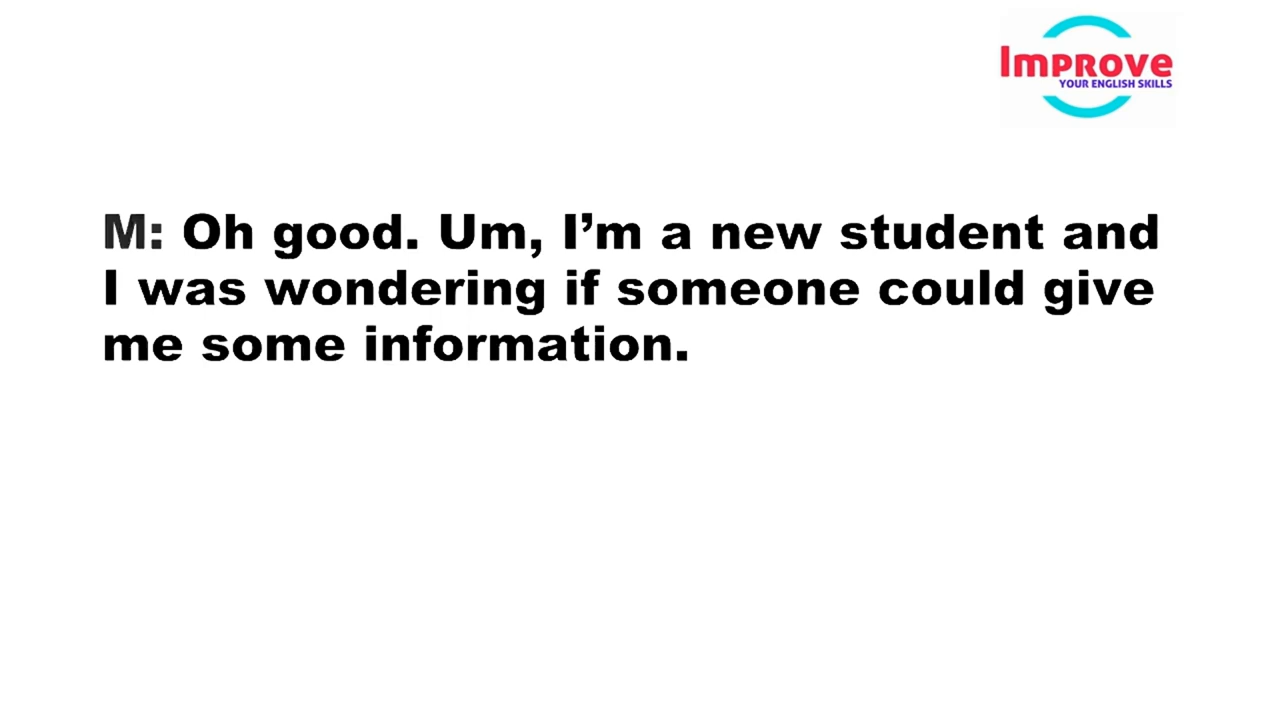 Improve
YOUR ENGLISH SKILLS
M: Oh good. Um, I’m a new student and
I was wondering if someone could give
me some information.